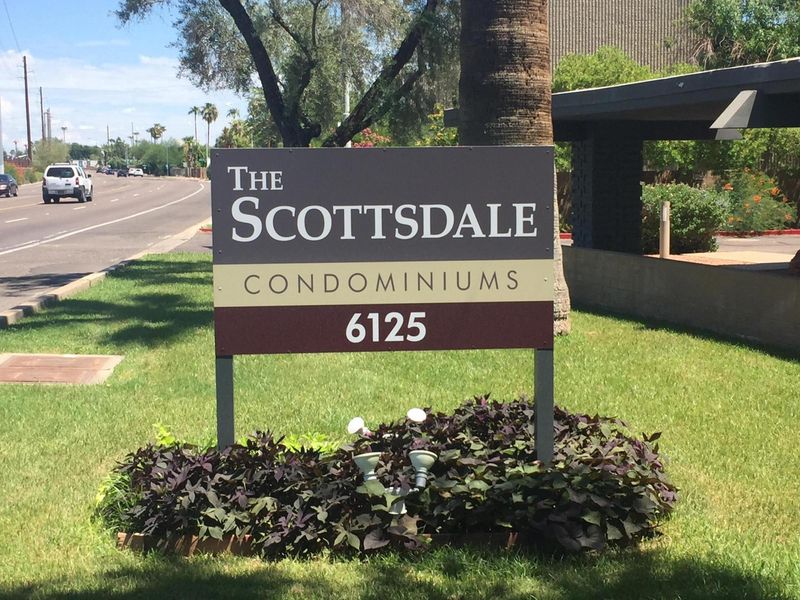 THE
SCOTTSDALE
CONDOMINIUMS
6125